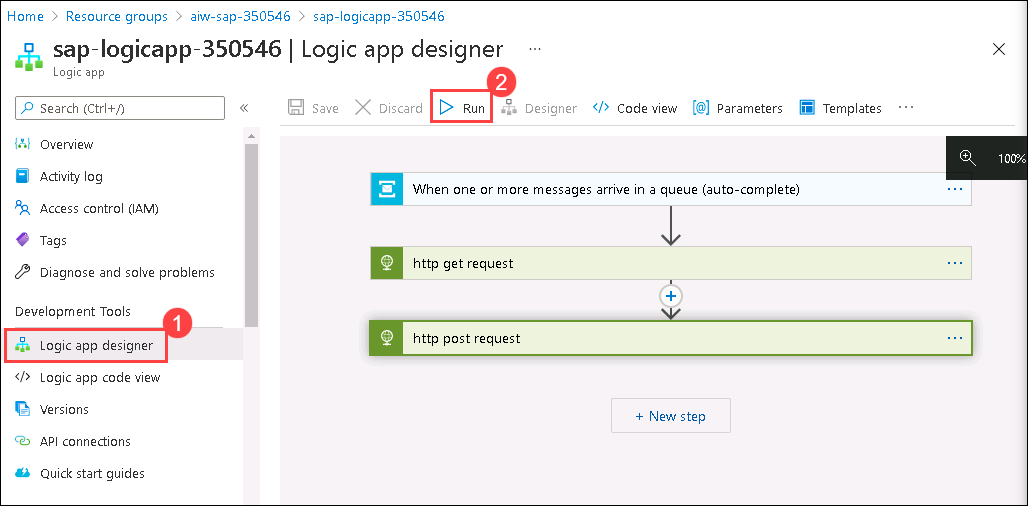 Home > Resource groups > aiw-sap-350546 > sap-logicapp-350546
sap-logicapp-350546 | Logic app designer ...
Logic app
Search (Ctrl+/) «
Save Discard Run 2 Designer </> Code view [@] Parameters Templates ...
Overview
Activity log
Access control (IAM)
Tags
Diagnose and solve problems
Development Tools
Logic app designer 1
</> Logic app code view
Versions
API connections
Quick start guides
100%
When one or more messages arrive in a queue (auto-complete) ...
http get request ...
http post request ...
+ New step